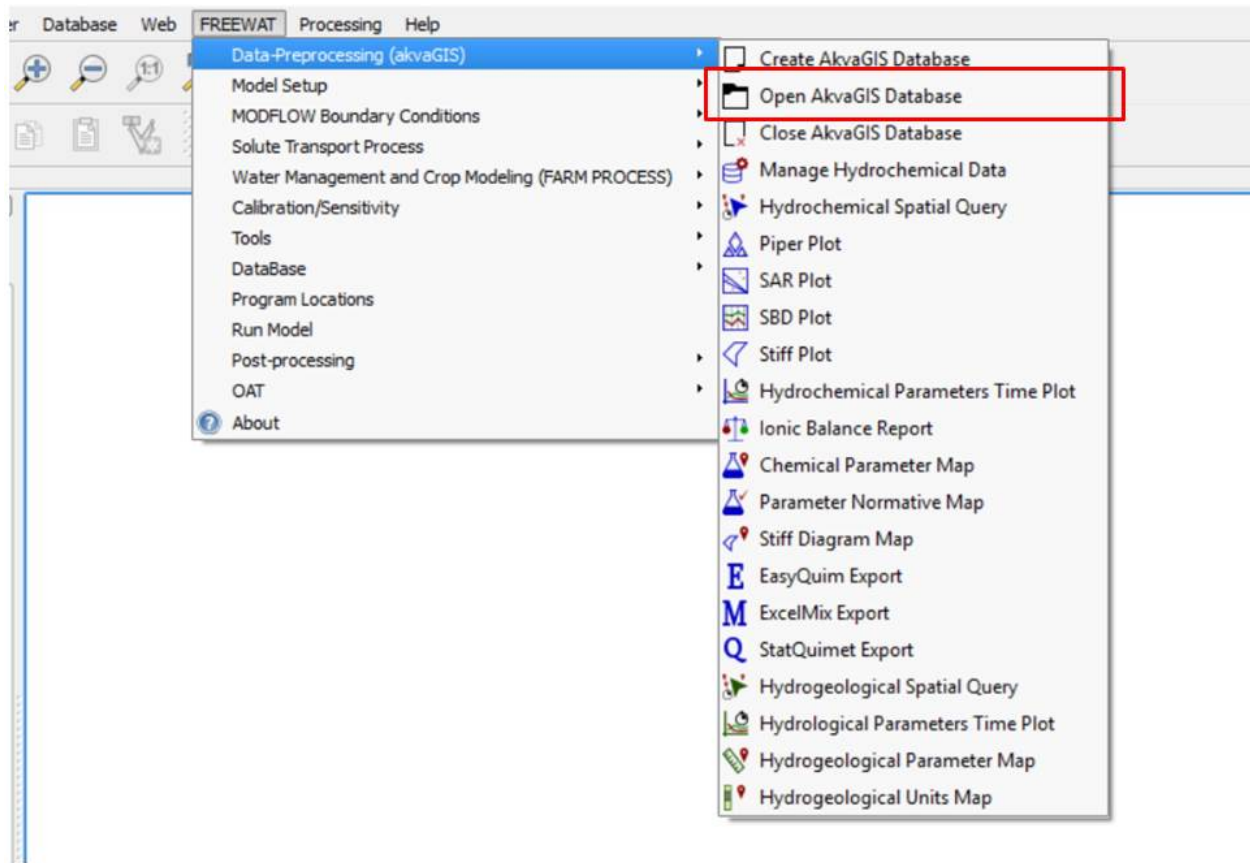 Database Web FREEWAT Processing Help
Data-Preprocessing (akvaGIS)
Model Setup
MODFLOW Boundary Conditions
Solute Transport Process
Water Management and Crop Modeling (FARM PROCESS)
Calibration/Sensitivity
Tools
DataBase
Program Locations
Run Model
Post-processing
OAT
About
Create AkvaGIS Database
Open AkvaGIS Database
Close AkvaGIS Database
Manage Hydrochemical Data
Hydrochemical Spatial Query
Piper Plot
SAR Plot
SBD Plot
Stiff Plot
Hydrochemical Parameters Time Plot
Ionic Balance Report
Chemical Parameter Map
Parameter Normative Map
Stiff Diagram Map
E EasyQuim Export
M ExcelMix Export
Q StatQuimet Export
Hydrogeological Spatial Query
Hydrological Parameters Time Plot
Hydrogeological Parameter Map
Hydrogeological Units Map
1:1